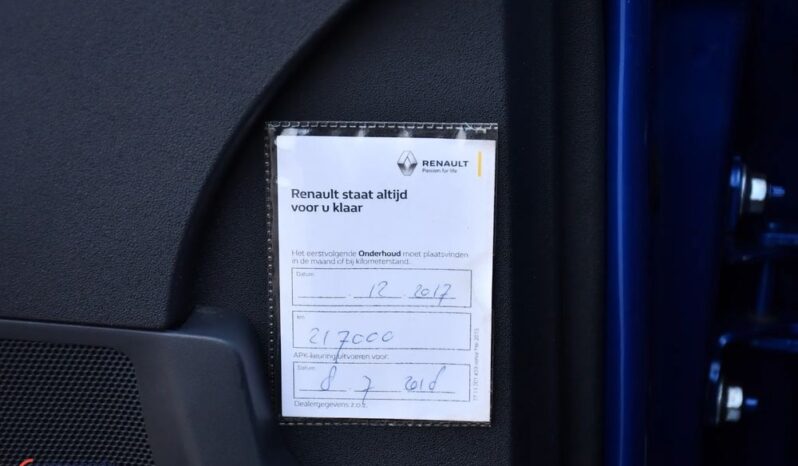 RENAULT
Passion for life
Renault staat altijd
voor u klaar
Het eerstvolgende Onderhoud moet plaatsvinden
in de maand of bij kilometerstand.
Datum
12 2017
km
217000
APK-keuring uitvoeren voor:
Datum
8 7 2018
Dealergegevens z.o.z.